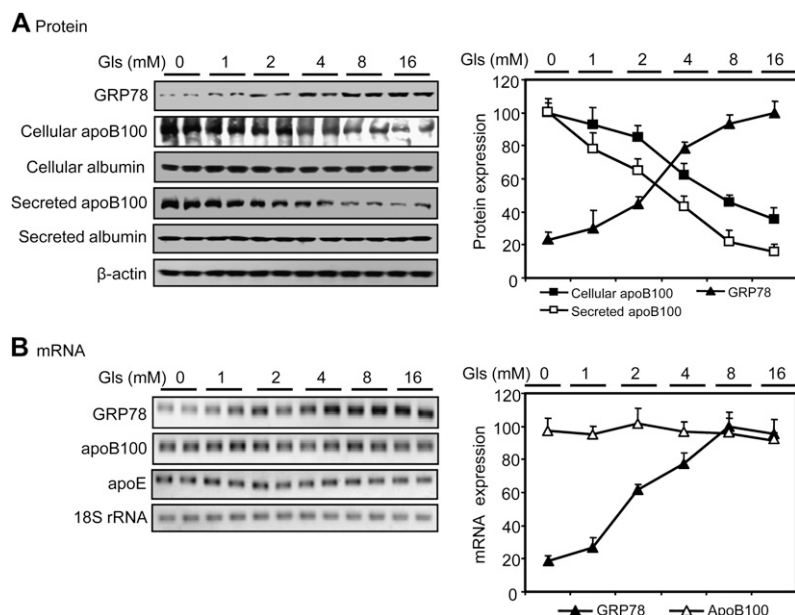 A Protein
Gls (mM) 0 1 2 4 8 16
GRP78
Cellular apoB100
Cellular albumin
Secreted apoB100
Secreted albumin
β-actin
Gls (mM) 0 1 2 4 8 16
Protein expression
120
100
80
60
40
20
0
Cellular apoB100 GRP78
Secreted apoB100
B mRNA
Gls (mM) 0 1 2 4 8 16
GRP78
apoB100
apoE
18S rRNA
Gls (mM) 0 1 2 4 8 16
mRNA expression
120
100
80
60
40
20
0
GRP78 ApoB100